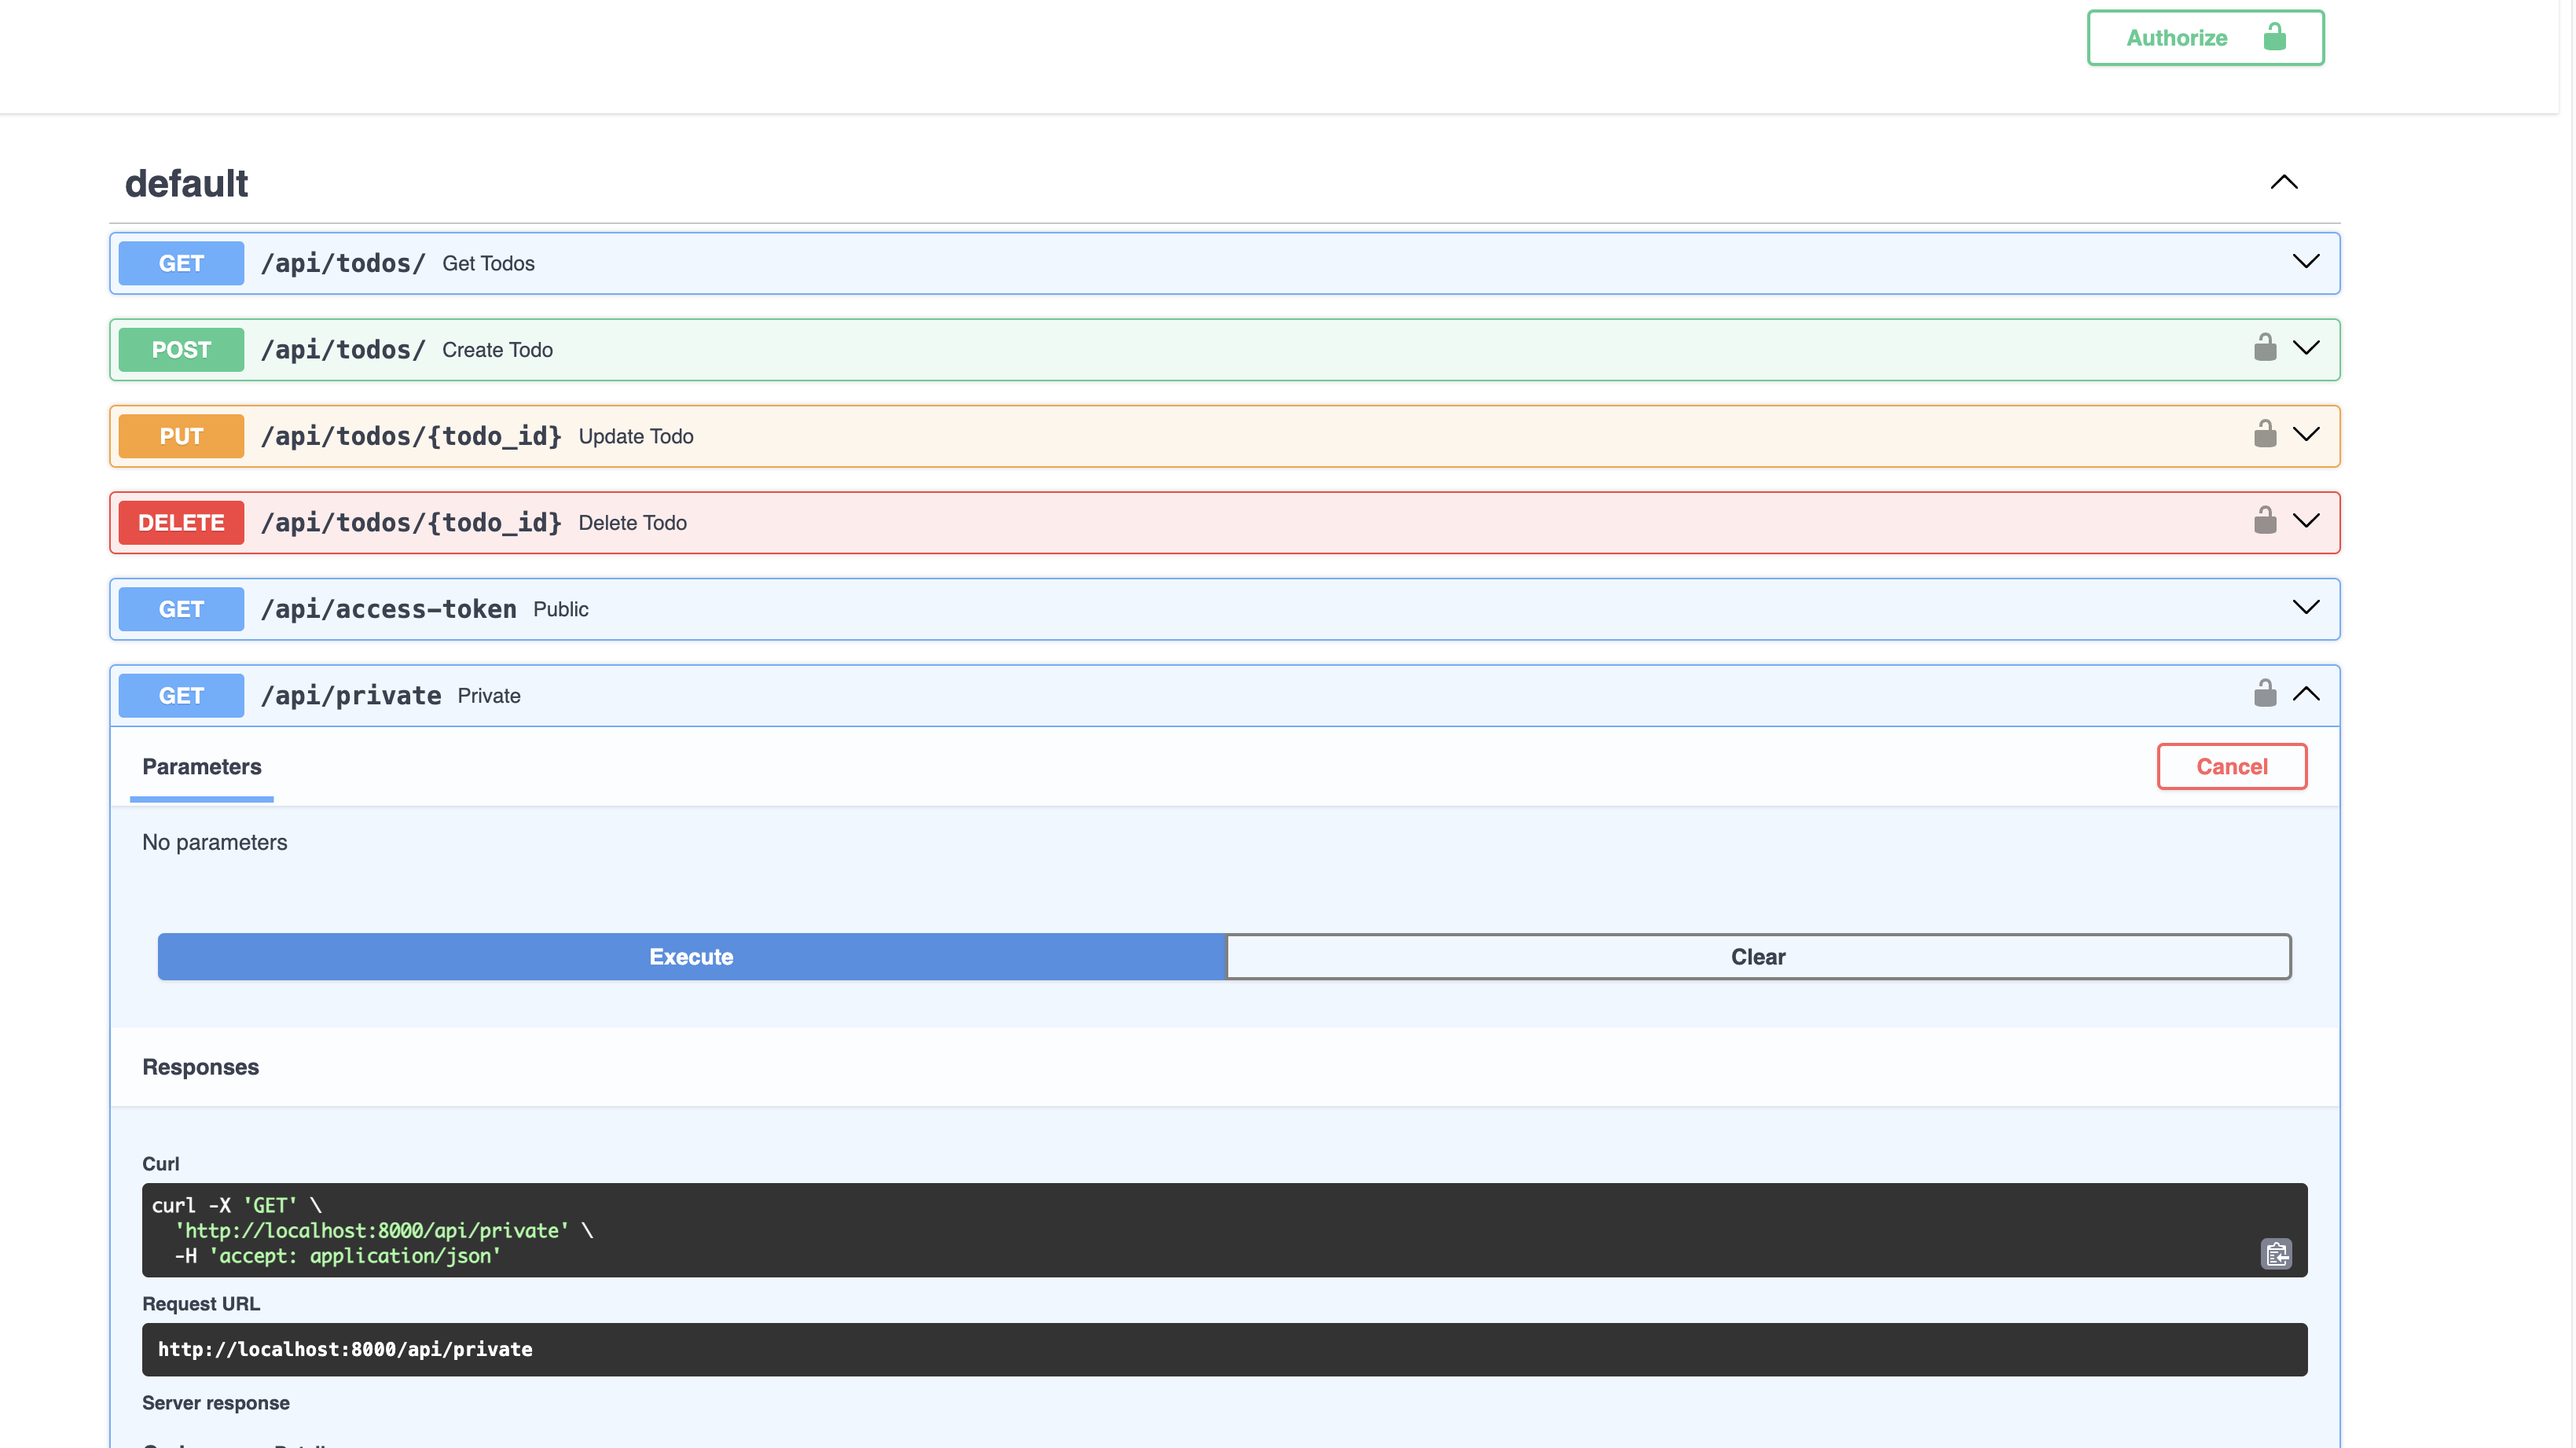 Authorize
default
GET /api/todos/ Get Todos
POST /api/todos/ Create Todo
PUT /api/todos/{todo_id} Update Todo
DELETE /api/todos/{todo_id} Delete Todo
GET /api/access-token Public
GET /api/private Private
Parameters
Cancel
No parameters
Execute
Clear
Responses
Curl
curl -X 'GET' \
'http://localhost:8000/api/private' \
-H 'accept: application/json'
Request URL
http://localhost:8000/api/private
Server response